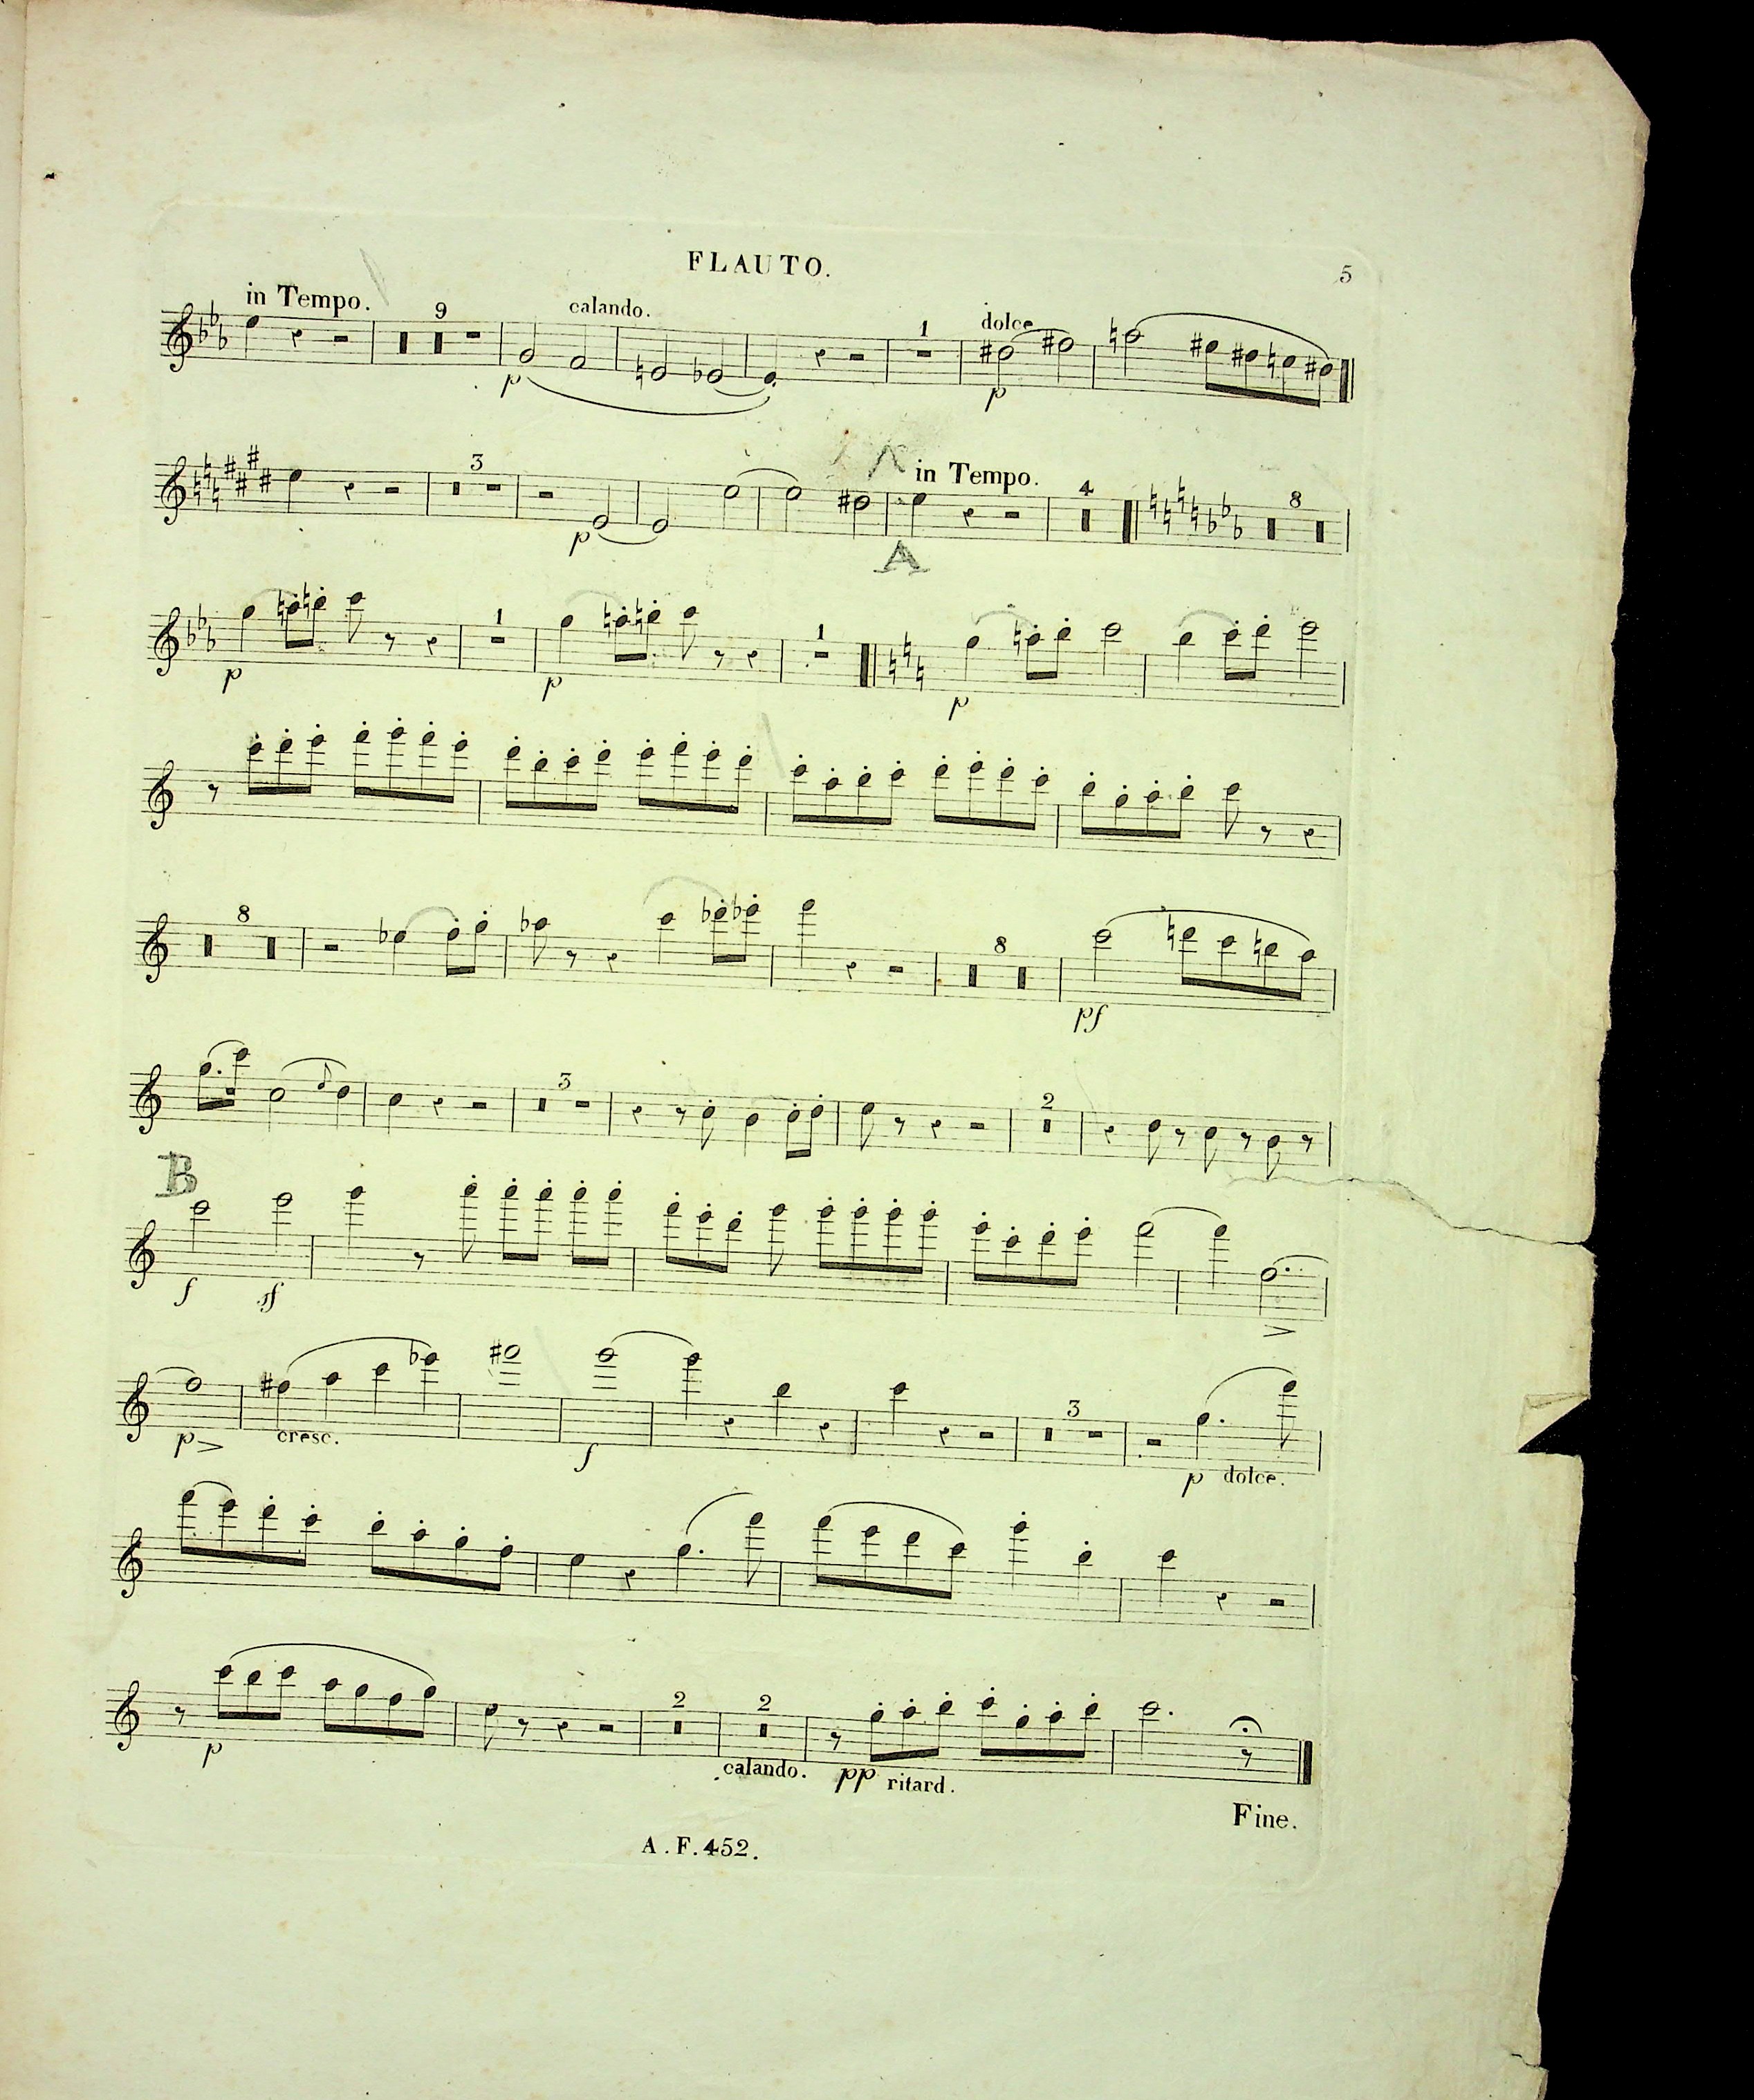 FLAUTO.
5
in Tempo.
9
calando.
1
dolce
p
p
3
in Tempo.
4
8
p
A
1
1
p
p
p
8
8
pf
3
2
B
f
sf
3
p
cresc.
f
p dolce.
2
2
p
calando.
pp ritard.
Fine.
A.F.452.